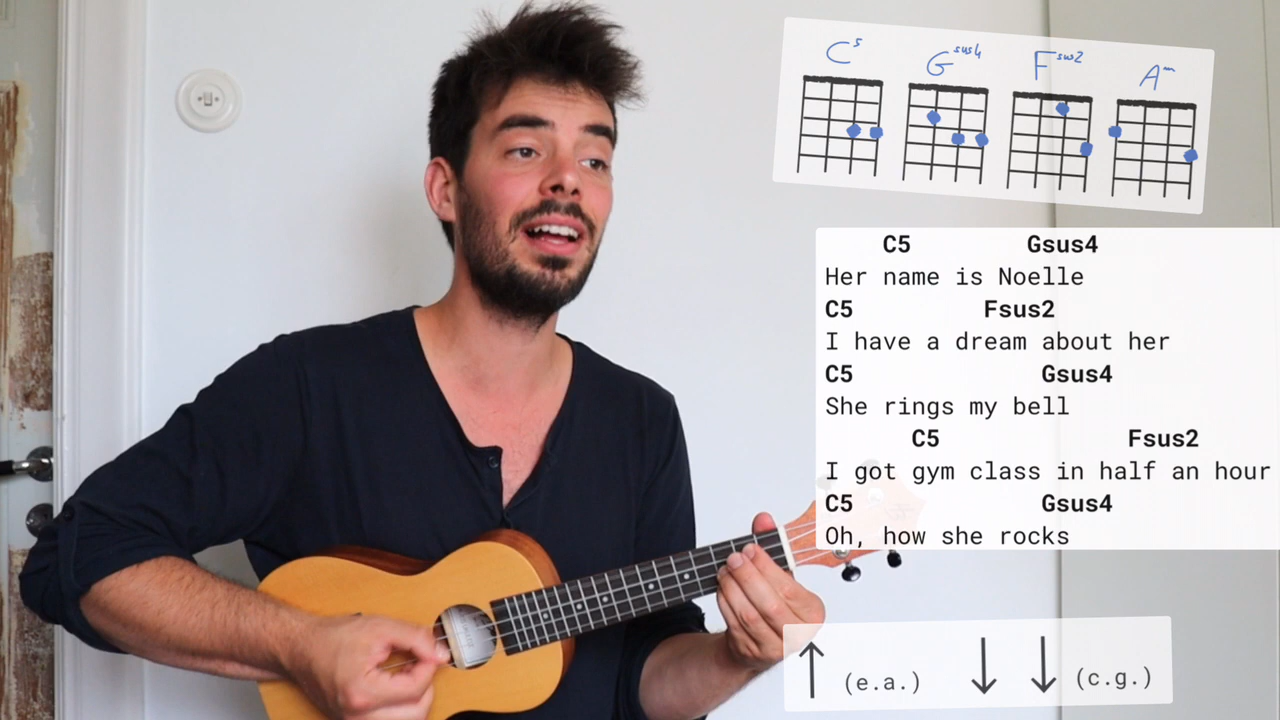 C5 Gsus4 Fsus2 Am
C5 Gsus4
Her name is Noelle
C5 Fsus2
I have a dream about her
C5 Gsus4
She rings my bell
C5 Fsus2
I got gym class in half an hour
C5 Gsus4
Oh, how she rocks
(e.a.) (c.g.)